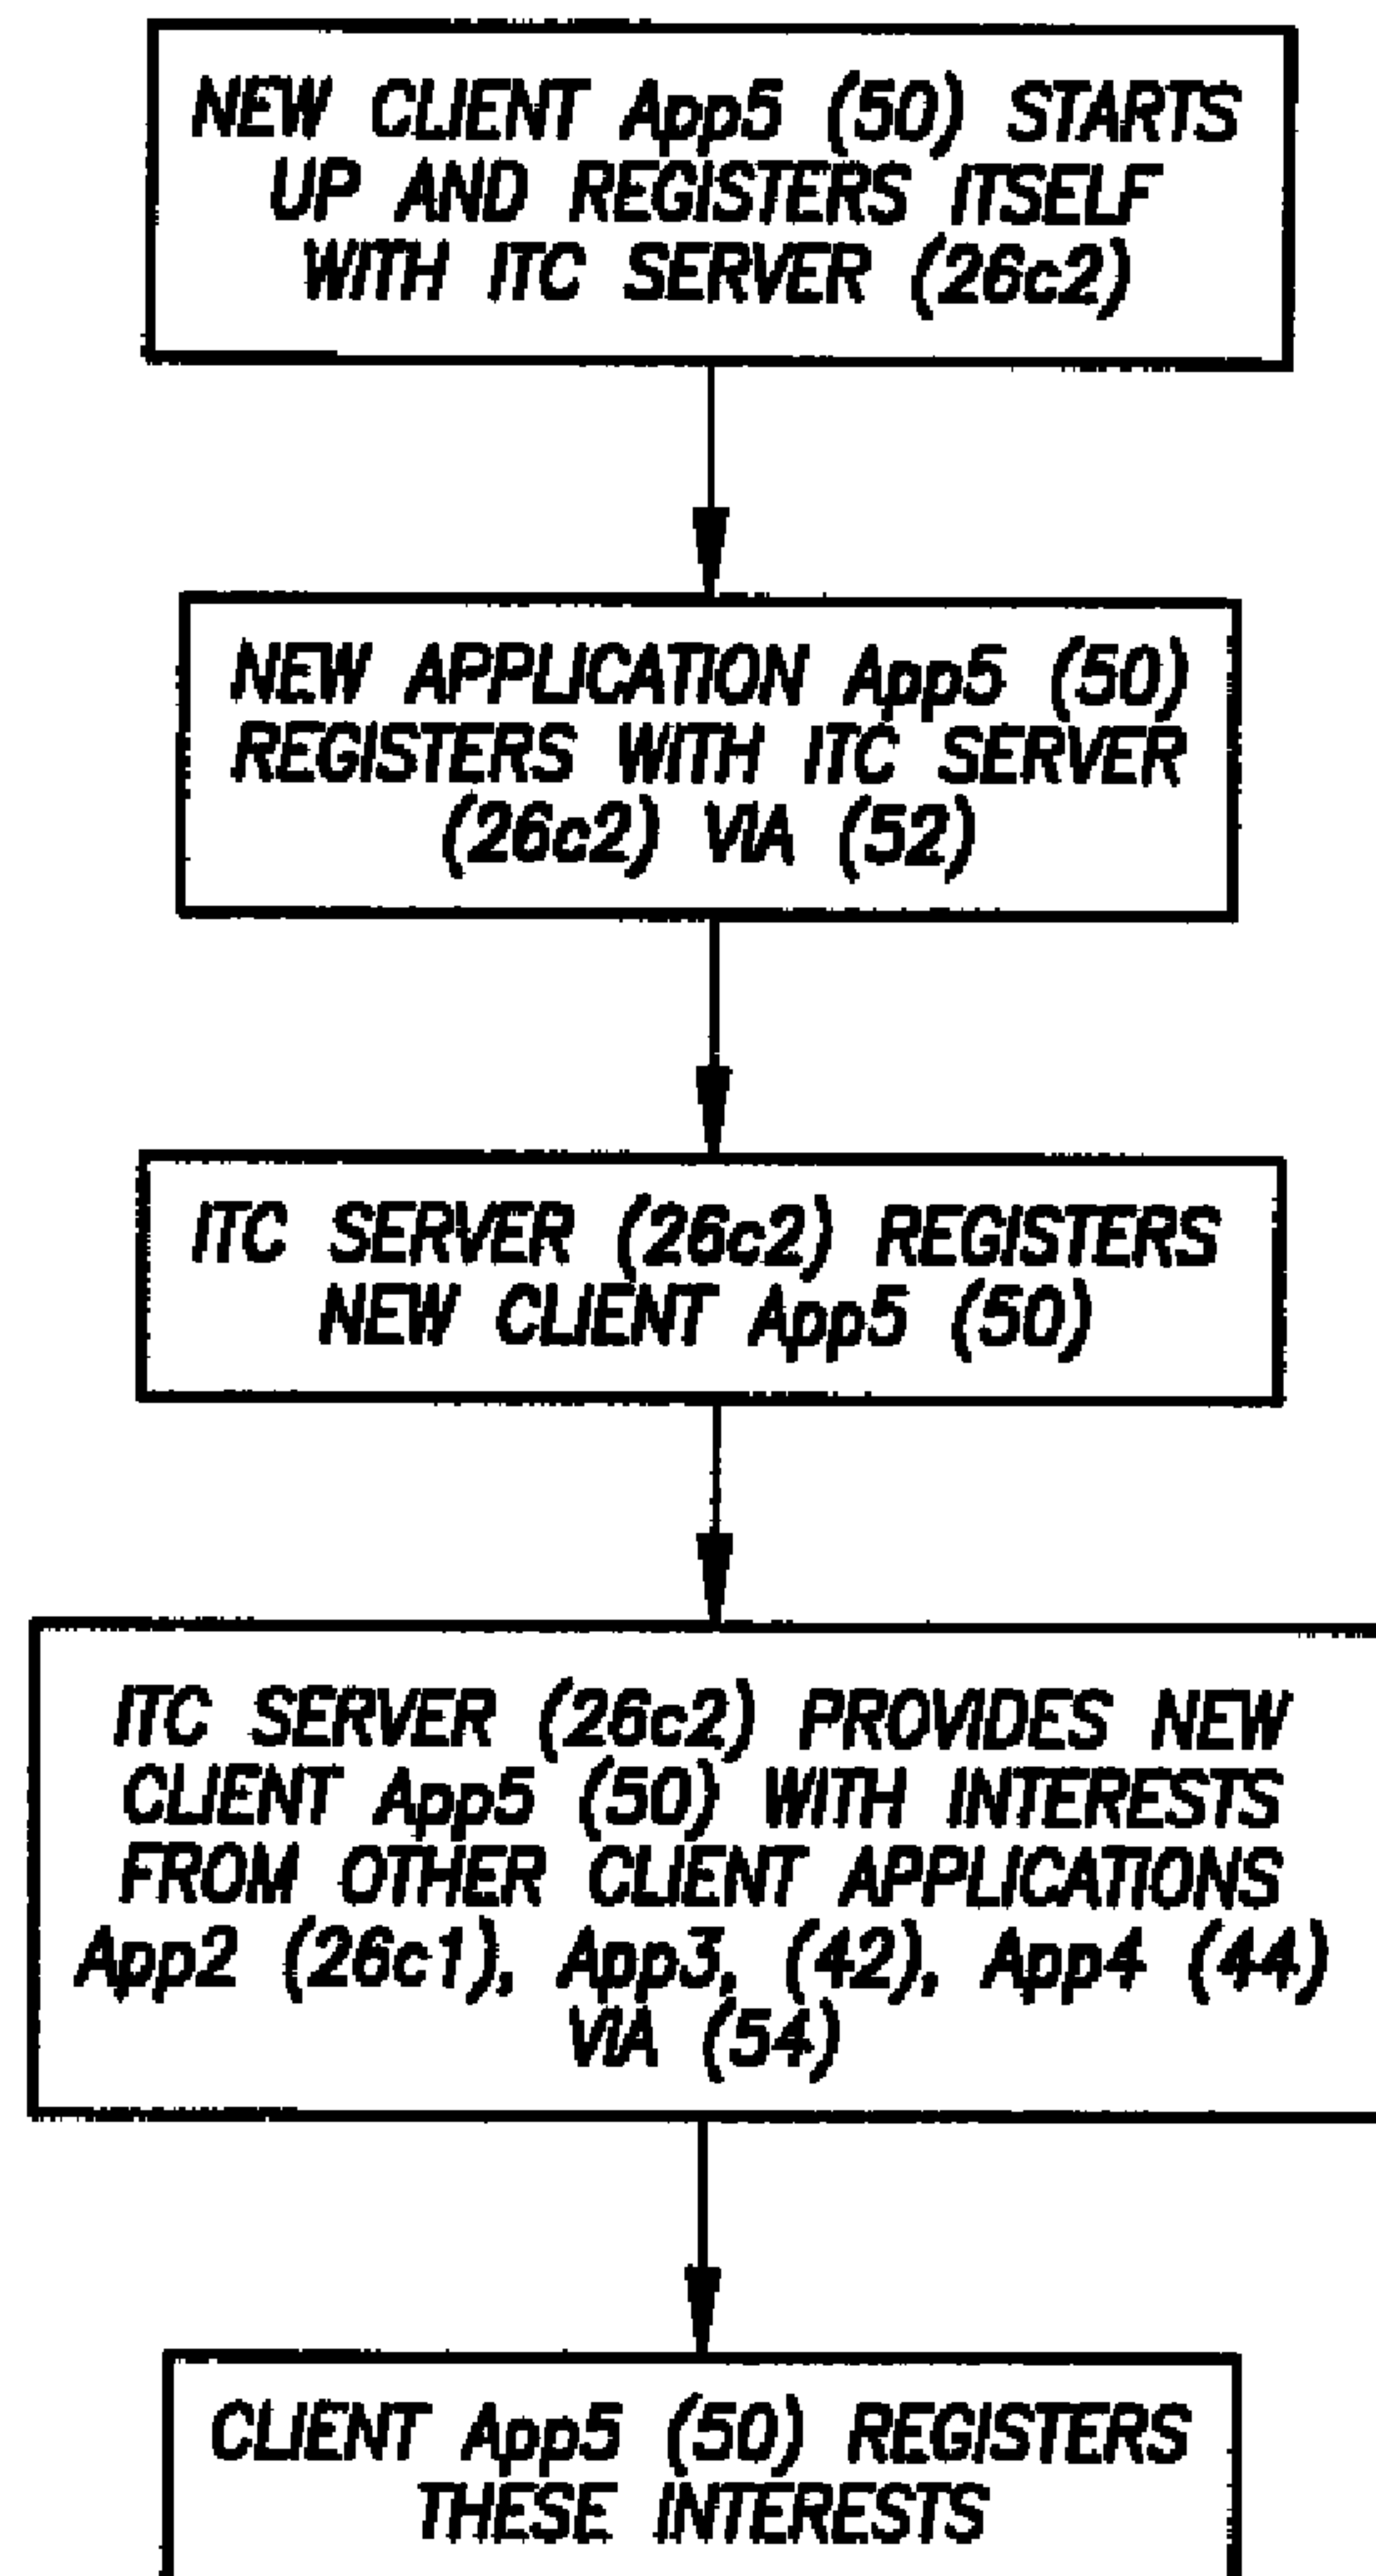 NEW CLIENT App5 (50) STARTS
UP AND REGISTERS ITSELF
WITH ITC SERVER (26c2)
NEW APPLICATION App5 (50)
REGISTERS WITH ITC SERVER
(26c2) VIA (52)
ITC SERVER (26c2) REGISTERS
NEW CLIENT App5 (50)
ITC SERVER (26c2) PROVIDES NEW
CLIENT App5 (50) WITH INTERESTS
FROM OTHER CLIENT APPLICATIONS
App2 (26c1), App3, (42), App4 (44)
VIA (54)
CLIENT App5 (50) REGISTERS
THESE INTERESTS